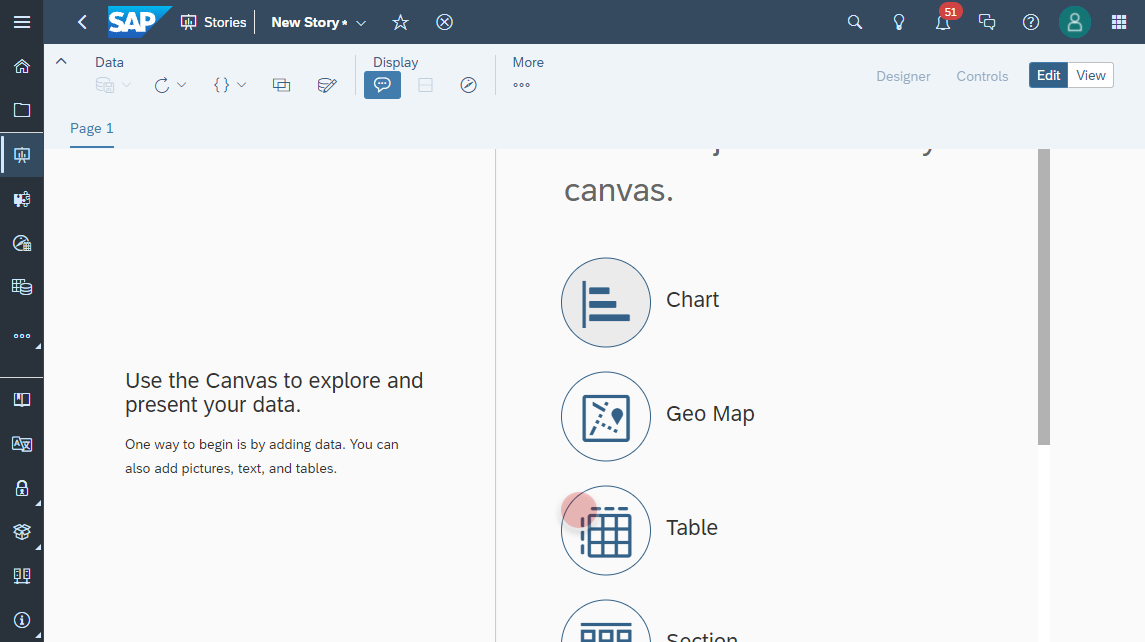 SAP
Stories
New Story*
51
Data
Display
More
Designer
Controls
Edit
View
Page 1
canvas.
Chart
Geo Map
Use the Canvas to explore and
present your data.
One way to begin is by adding data. You can
also add pictures, text, and tables.
Table
Section